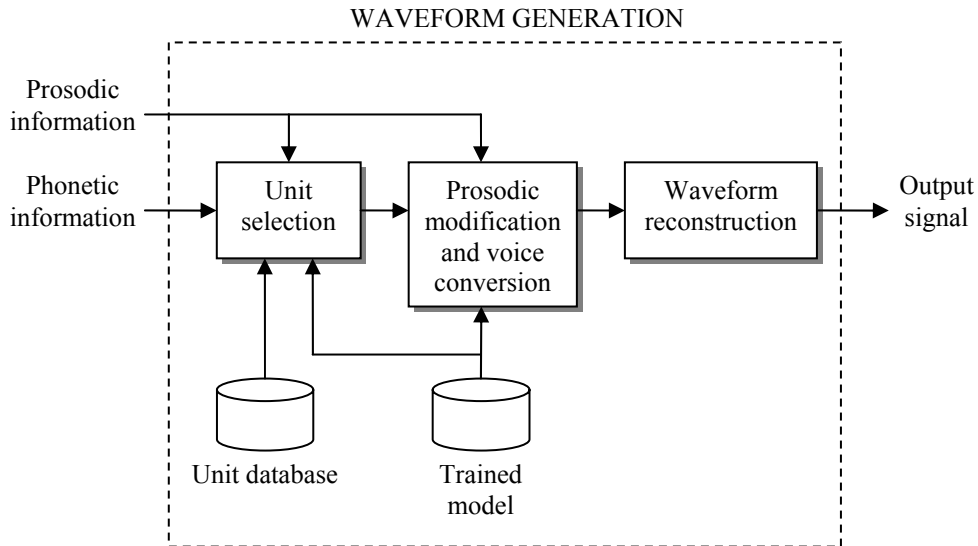 WAVEFORM GENERATION
Prosodic
information
Phonetic
information
Unit
selection
Prosodic
modification
and voice
conversion
Waveform
reconstruction
Output
signal
Unit database
Trained
model